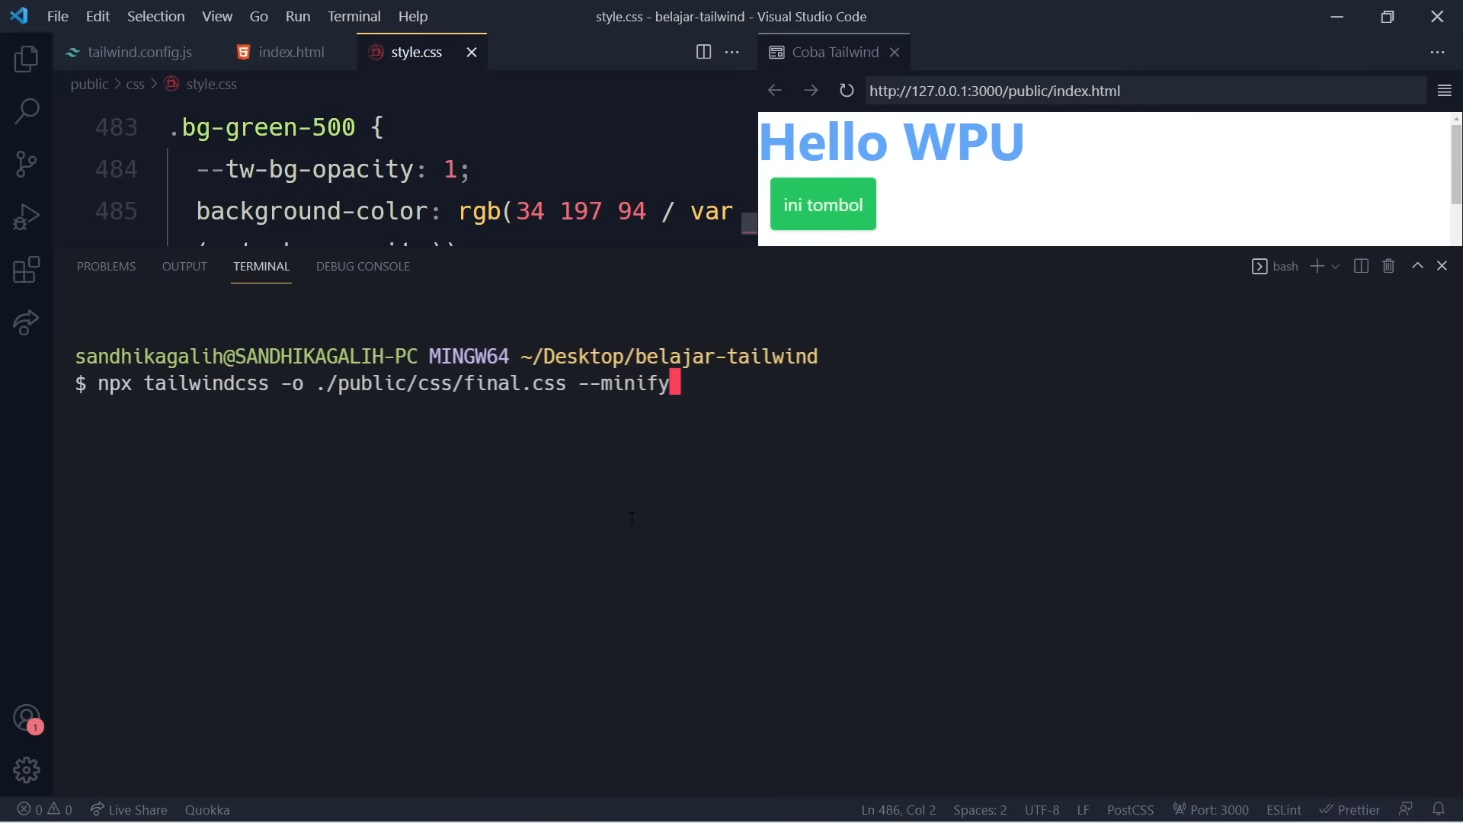 File Edit Selection View Go Run Terminal Help
style.css - belajar-tailwind - Visual Studio Code
tailwind.config.js index.html style.css
Coba Tailwind
public > css > style.css
http://127.0.0.1:3000/public/index.html
483 .bg-green-500 {
484 --tw-bg-opacity: 1;
485 background-color: rgb(34 197 94 / var
Hello WPU
ini tombol
PROBLEMS OUTPUT TERMINAL DEBUG CONSOLE
bash
sandhikagalih@SANDHIKAGALIH-PC MINGW64 ~/Desktop/belajar-tailwind
$ npx tailwindcss -o ./public/css/final.css --minify
1
0 0 Live Share Quokka
Ln 486, Col 2 Spaces: 2 UTF-8 LF PostCSS Port: 3000 ESLint Prettier